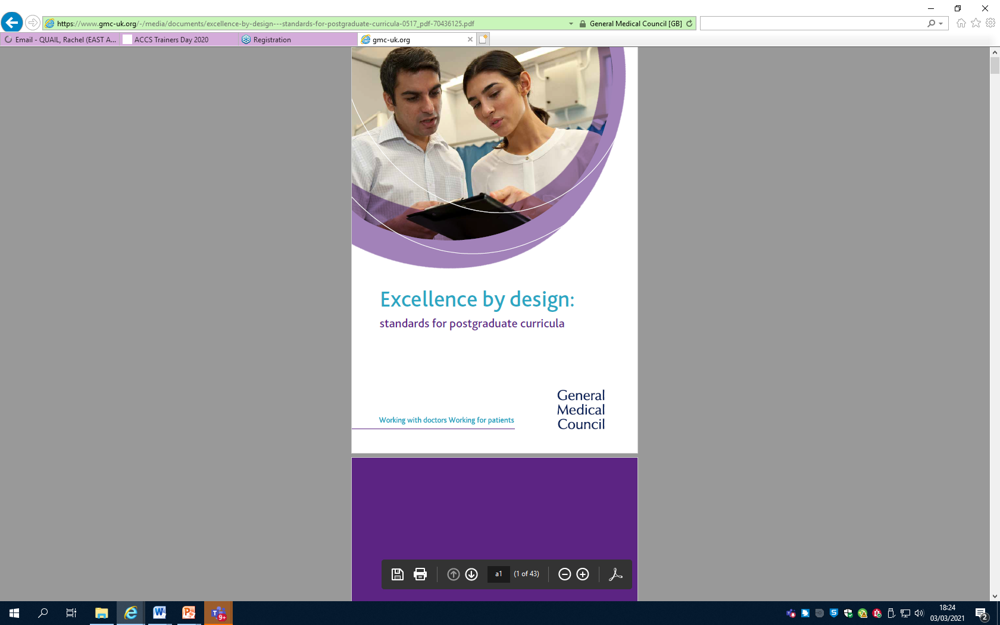 https://www.gmc-uk.org/-/media/documents/excellence-by-design---standards-for-postgraduate-curricula-0517_pdf-70436125.pdf
General Medical Council [GB]
Email - QUAIL, Rachel (EAST A...
ACCS Trainers Day 2020
Registration
gmc-uk.org
Excellence by design:
standards for postgraduate curricula
General
Medical
Council
Working with doctors Working for patients
a1
(1 of 43)
9+
18:24
03/03/2021
2